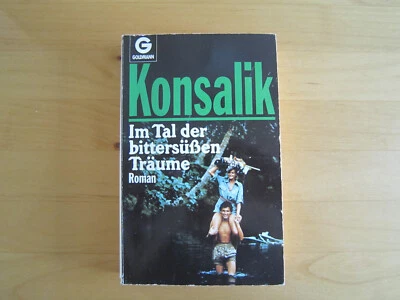 G
GOLDMANN
Konsalik
Im Tal der
bittersüßen
Träume
Roman